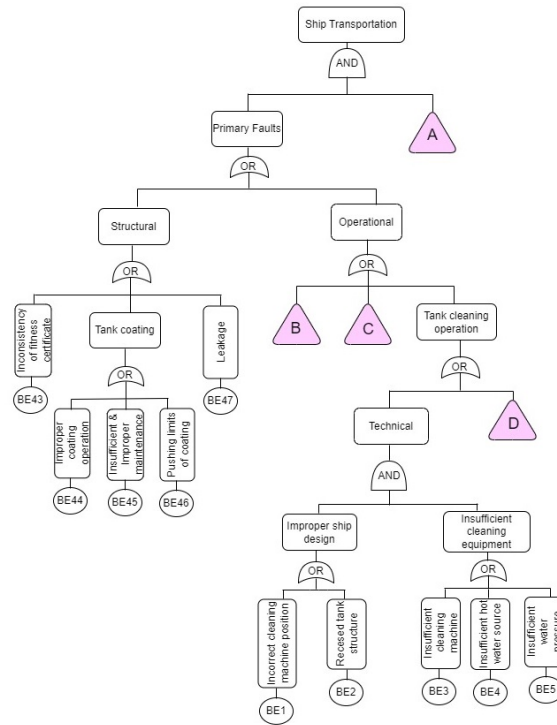 Ship Transportation
AND
Primary Faults
A
OR
Structural
Operational
OR
OR
Inconsistency
of fitness
certificate
Tank coating
Leakage
B
C
Tank cleaning
operation
BE43
OR
BE47
OR
Improper
coating
operation
Insufficient &
Improper
maintenance
Pushing limits
of coating
Technical
D
BE44
BE45
BE46
AND
Improper ship
design
Insufficient
cleaning
equipment
OR
OR
Incorrect cleaning
machine position
Recesed tank
structure
Insufficient
cleaning
machine
Insufficient hot
water source
Insufficient
water
pressure
BE1
BE2
BE3
BE4
BE5